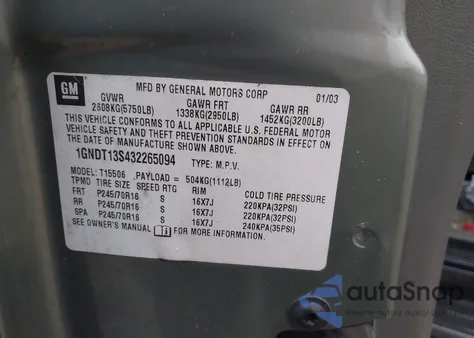 GM
MFD BY GENERAL MOTORS CORP 01/03
GVWR GAWR FRT GAWR RR
2608KG(5750LB) 1338KG(2950LB) 1452KG(3200LB)
THIS VEHICLE CONFORMS TO ALL APPLICABLE U.S. FEDERAL MOTOR
VEHICLE SAFETY AND THEFT PREVENTION STANDARDS IN EFFECT ON
THE DATE OF MANUFACTURE SHOWN ABOVE.
1GNDT13S432265094 TYPE: M.P.V.
MODEL: T15506 PAYLOAD = 504KG(1112LB)
TPMD TIRE SIZE SPEED RTG RIM COLD TIRE PRESSURE
FRT P245/70R16 S 16X7J 220KPA(32PSI)
RR P245/70R16 S 16X7J 220KPA(32PSI)
SPA P245/70R16 S 16X7J 240KPA(35PSI)
SEE OWNER'S MANUAL FOR MORE INFORMATION.
autoSnap